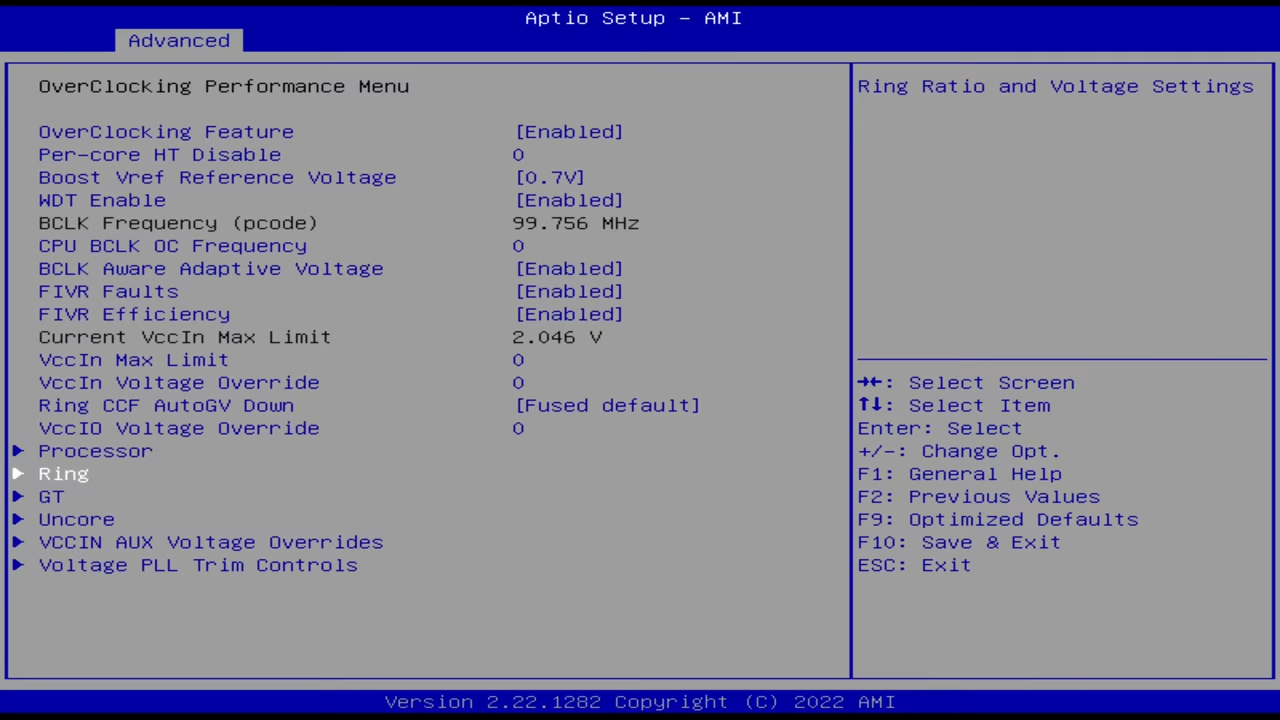 Aptio Setup - AMI
Advanced
OverClocking Performance Menu
OverClocking Feature [Enabled]
Per-core HT Disable 0
Boost Vref Reference Voltage [0.7V]
WDT Enable [Enabled]
BCLK Frequency (pcode) 99.756 MHz
CPU BCLK OC Frequency 0
BCLK Aware Adaptive Voltage [Enabled]
FIVR Faults [Enabled]
FIVR Efficiency [Enabled]
Current VccIn Max Limit 2.046 V
VccIn Max Limit 0
VccIn Voltage Override 0
Ring CCF AutoGV Down [Fused default]
VccIO Voltage Override 0
Processor
Ring
GT
Uncore
VCCIN AUX Voltage Overrides
Voltage PLL Trim Controls
Ring Ratio and Voltage Settings
→←: Select Screen
↑↓: Select Item
Enter: Select
+/-: Change Opt.
F1: General Help
F2: Previous Values
F9: Optimized Defaults
F10: Save & Exit
ESC: Exit
Version 2.22.1282 Copyright (C) 2022 AMI